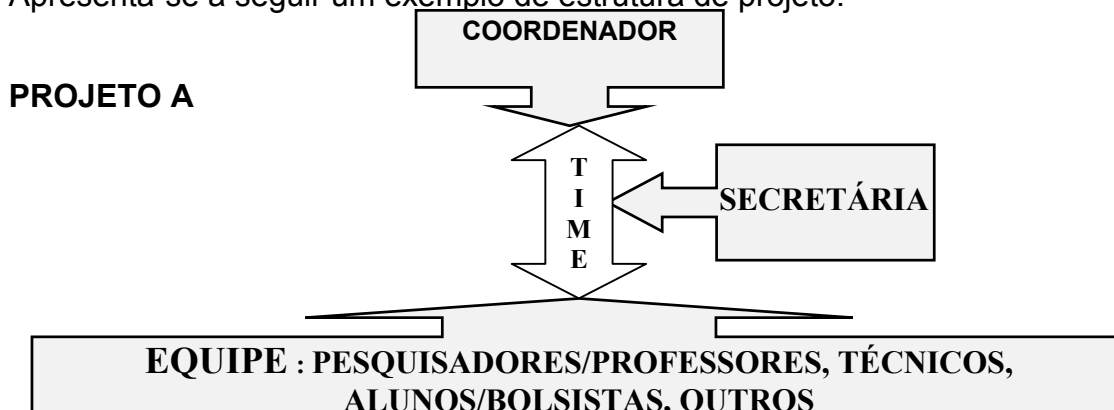 Apresenta-se a seguir um exemplo de estrutura de projeto.
COORDENADOR
PROJETO A
T
I
M
E
SECRETÁRIA
EQUIPE : PESQUISADORES/PROFESSORES, TÉCNICOS,
ALUNOS/BOLSISTAS, OUTROS